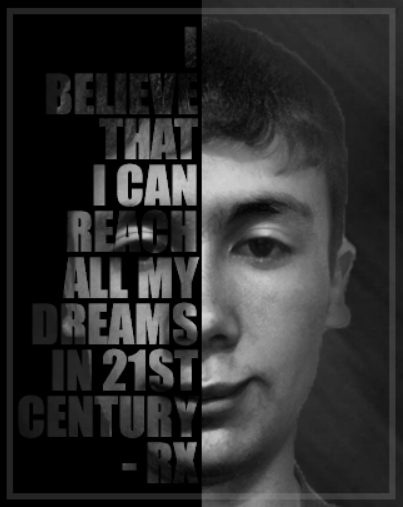 I
BELIEVE
THAT
I CAN
REACH
ALL MY
DREAMS
IN 21ST
CENTURY
- RX